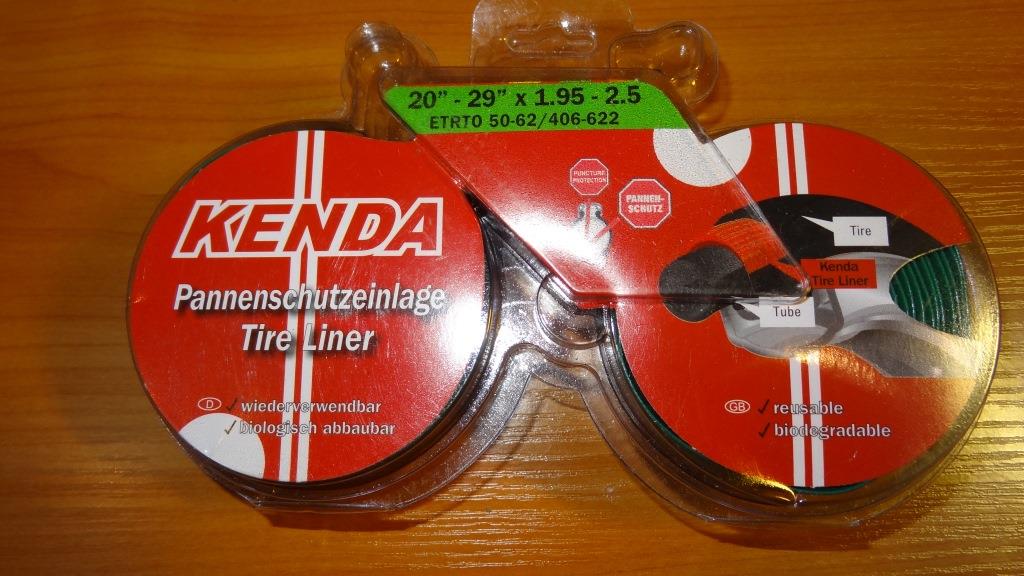 20” - 29” x 1.95 - 2.5
ETRTO 50-62/406-622
PUNCTURE
PROTECTION
PANNEN-
SCHUTZ
KENDA
Pannenschutzeinlage
Tire Liner
D ✓ wiederverwendbar
✓ biologisch abbaubar
Tire
Kenda
Tire Liner
Tube
GB ✓ reusable
✓ biodegradable